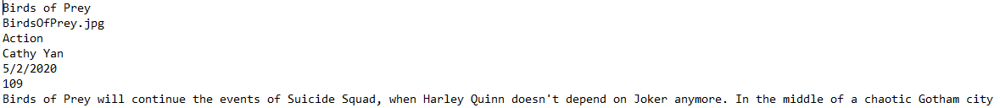 Birds of Prey
BirdsOfPrey.jpg
Action
Cathy Yan
5/2/2020
109
Birds of Prey will continue the events of Suicide Squad, when Harley Quinn doesn't depend on Joker anymore. In the middle of a chaotic Gotham city